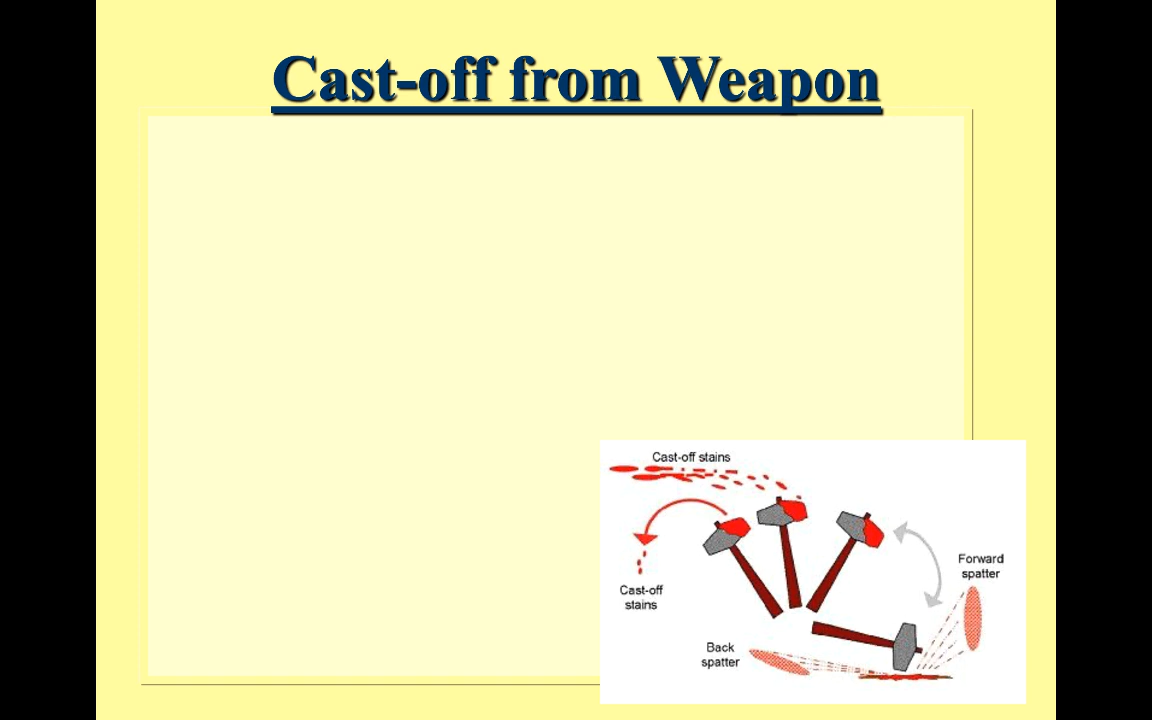 Cast-off from Weapon
Cast-off stains
Cast-off
stains
Forward
spatter
Back
spatter